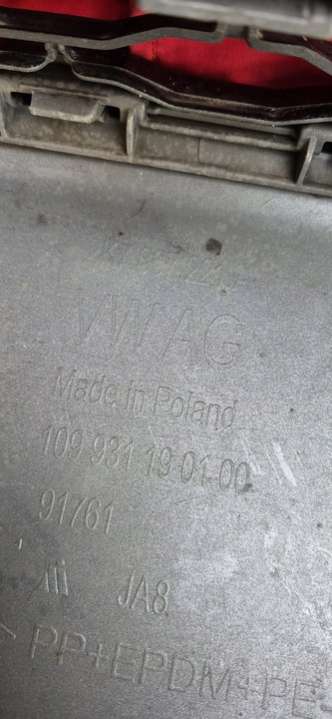 VWAG
Made in Poland
109 931 19 01 00
91761
JA8
>PP+EPDM+PE